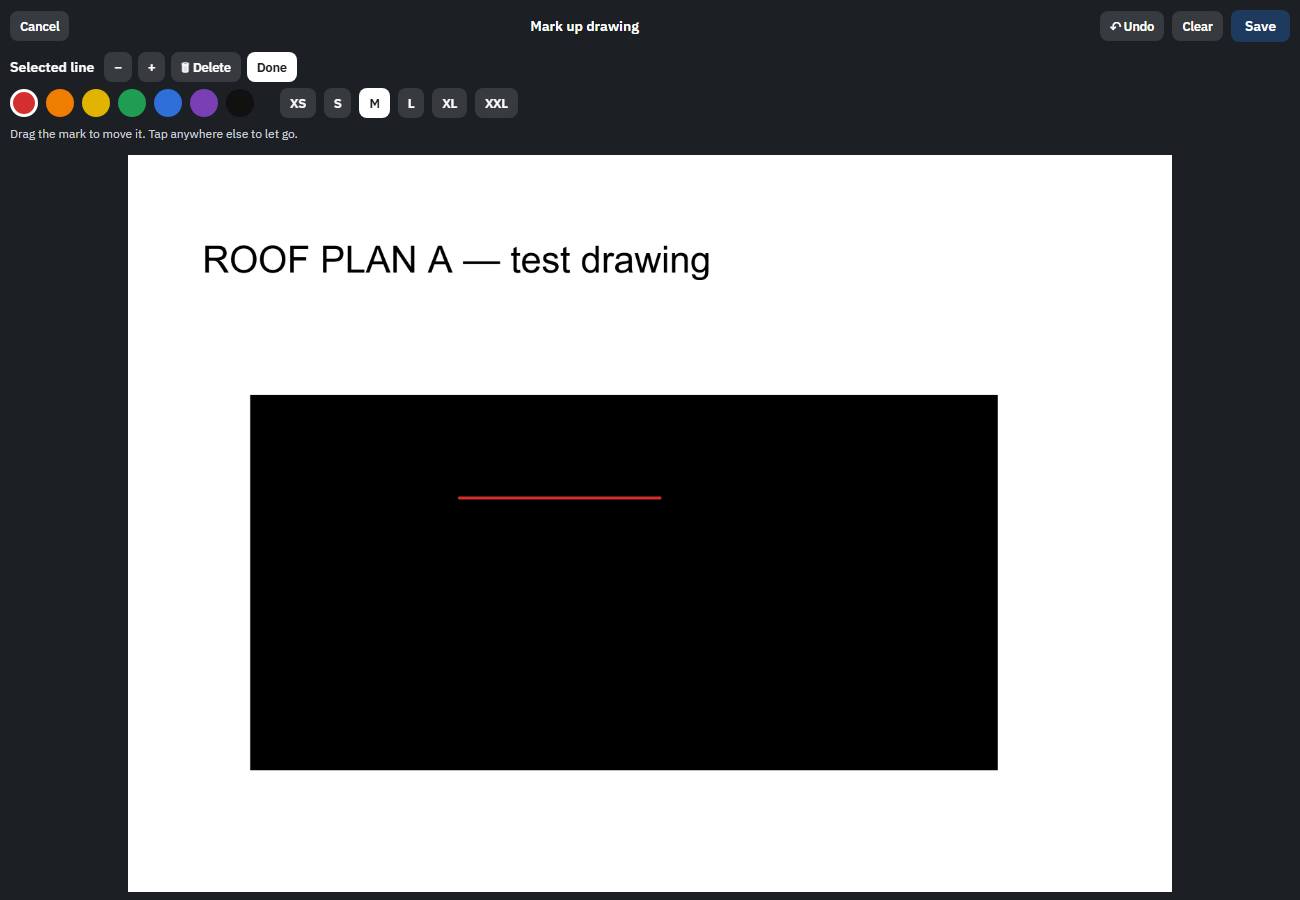 Cancel
Mark up drawing
↶ Undo
Clear
Save
Selected line
−
+
🗑 Delete
Done
XS
S
M
L
XL
XXL
Drag the mark to move it. Tap anywhere else to let go.
ROOF PLAN A — test drawing